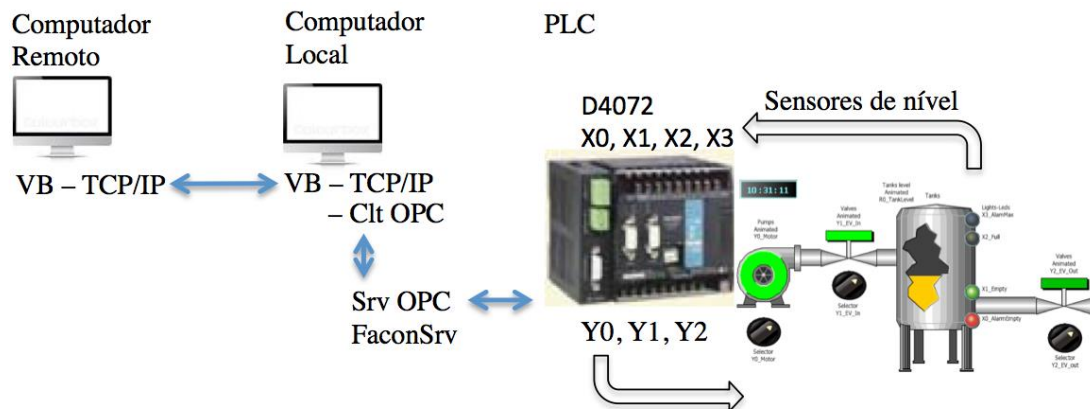 Computador
Remoto
Computador
Local
PLC
VB – TCP/IP
VB – TCP/IP
– Clt OPC
Srv OPC
FaconSrv
D4072
X0, X1, X2, X3
Sensores de nível
Y0, Y1, Y2
10:31:11
Pumps
Animated
Y0_Motor
Selector
Y0_Motor
Valves
Animated
Y1_EV_In
Selector
Y1_EV_In
Tanks level
Animated
R0_TankLevel
Tanks
Lights-Leds
X3_AlarmMax
X2_Full
X1_Empty
X0_AlarmEmpty
Valves
Animated
Y2_EV_Out
Selector
Y2_EV_out